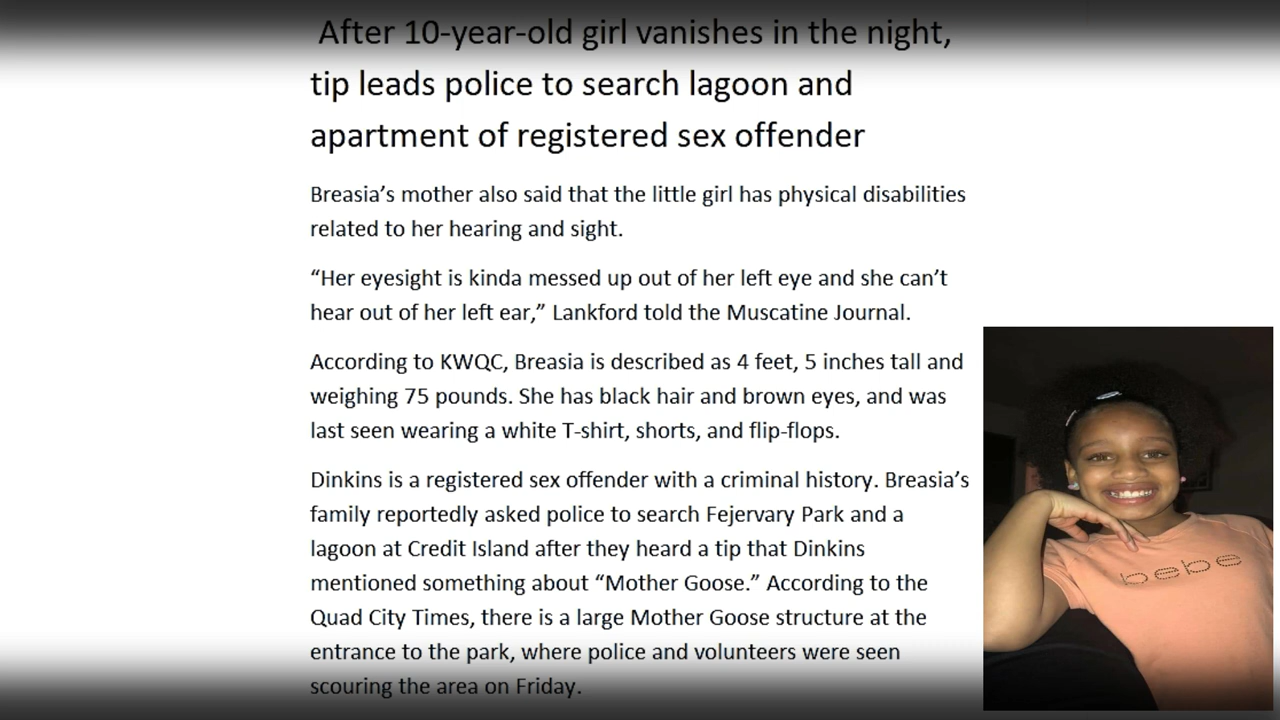 After 10-year-old girl vanishes in the night,
tip leads police to search lagoon and
apartment of registered sex offender
Breasia’s mother also said that the little girl has physical disabilities
related to her hearing and sight.
“Her eyesight is kinda messed up out of her left eye and she can’t
hear out of her left ear,” Lankford told the Muscatine Journal.
According to KWQC, Breasia is described as 4 feet, 5 inches tall and
weighing 75 pounds. She has black hair and brown eyes, and was
last seen wearing a white T-shirt, shorts, and flip-flops.
Dinkins is a registered sex offender with a criminal history. Breasia’s
family reportedly asked police to search Fejervary Park and a
lagoon at Credit Island after they heard a tip that Dinkins
mentioned something about “Mother Goose.” According to the
Quad City Times, there is a large Mother Goose structure at the
entrance to the park, where police and volunteers were seen
scouring the area on Friday.
bebe